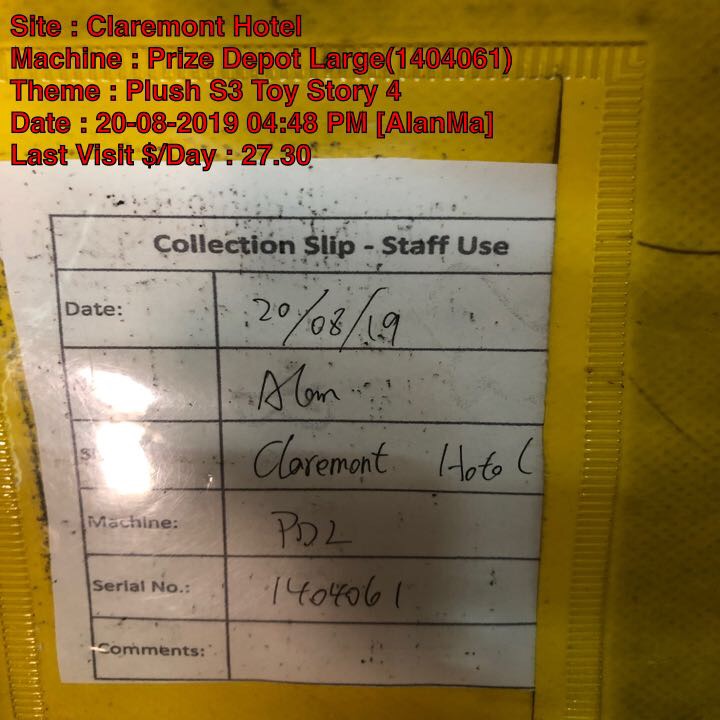 Site : Claremont Hotel
Machine : Prize Depot Large(1404061)
Theme : Plush S3 Toy Story 4
Date : 20-08-2019 04:48 PM [AlanMa]
Last Visit $/Day : 27.30
Collection Slip - Staff Use
Date: 20/08/19
Alan
Claremont Hotel
Machine: PDL
Serial No.: 1404061
Comments: